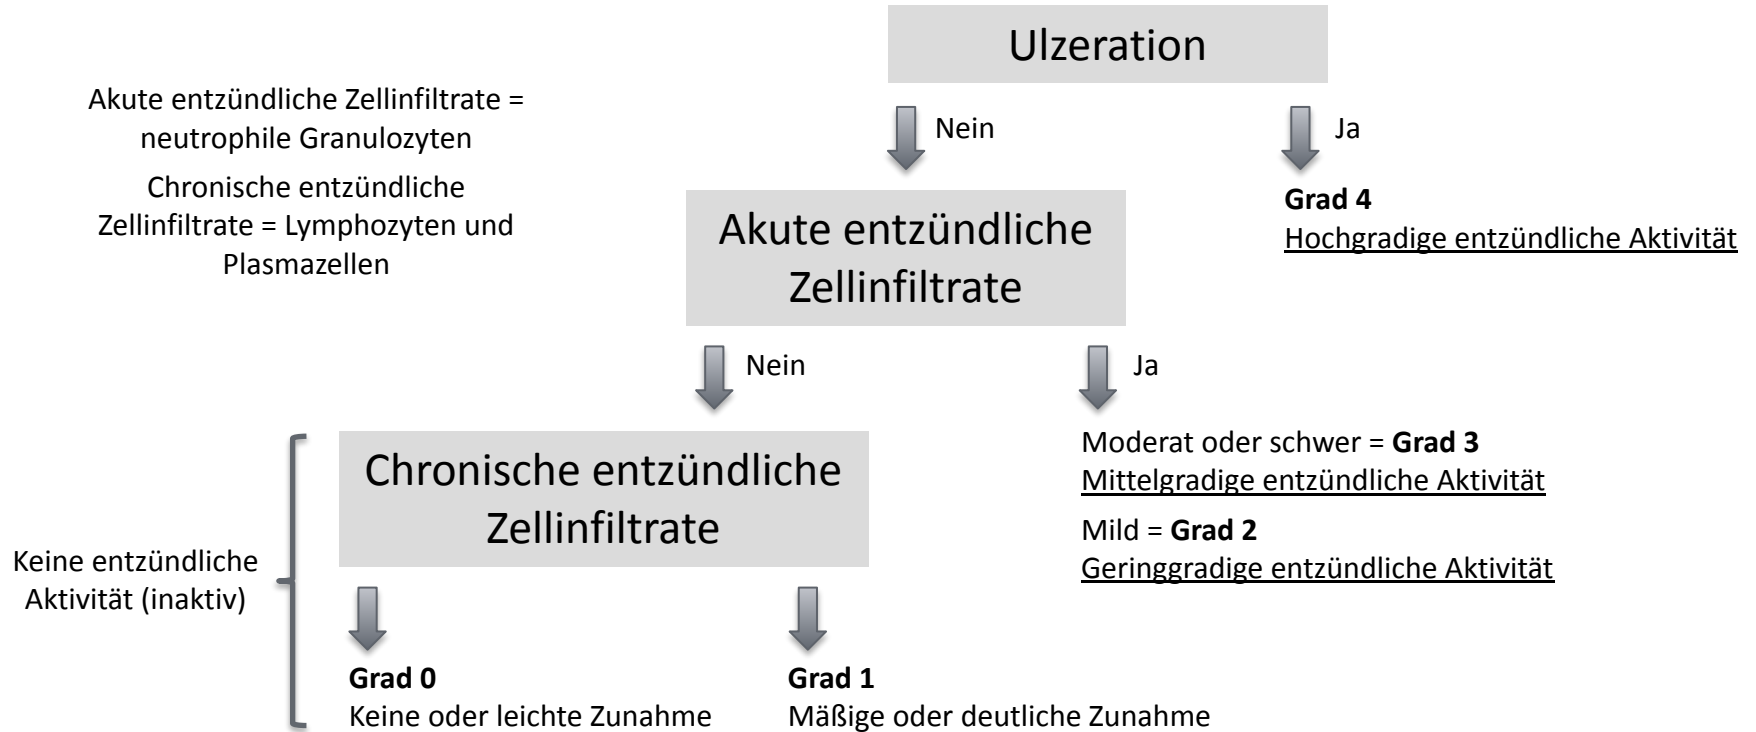 Ulzeration
Akute entzündliche Zellinfiltrate =
neutrophile Granulozyten
Chronische entzündliche
Zellinfiltrate = Lymphozyten und
Plasmazellen
Nein
Ja
Grad 4
Hochgradige entzündliche Aktivität
Akute entzündliche
Zellinfiltrate
Nein
Ja
Moderat oder schwer = Grad 3
Mittelgradige entzündliche Aktivität
Mild = Grad 2
Geringgradige entzündliche Aktivität
Chronische entzündliche
Zellinfiltrate
Keine entzündliche
Aktivität (inaktiv)
Grad 0
Keine oder leichte Zunahme
Grad 1
Mäßige oder deutliche Zunahme